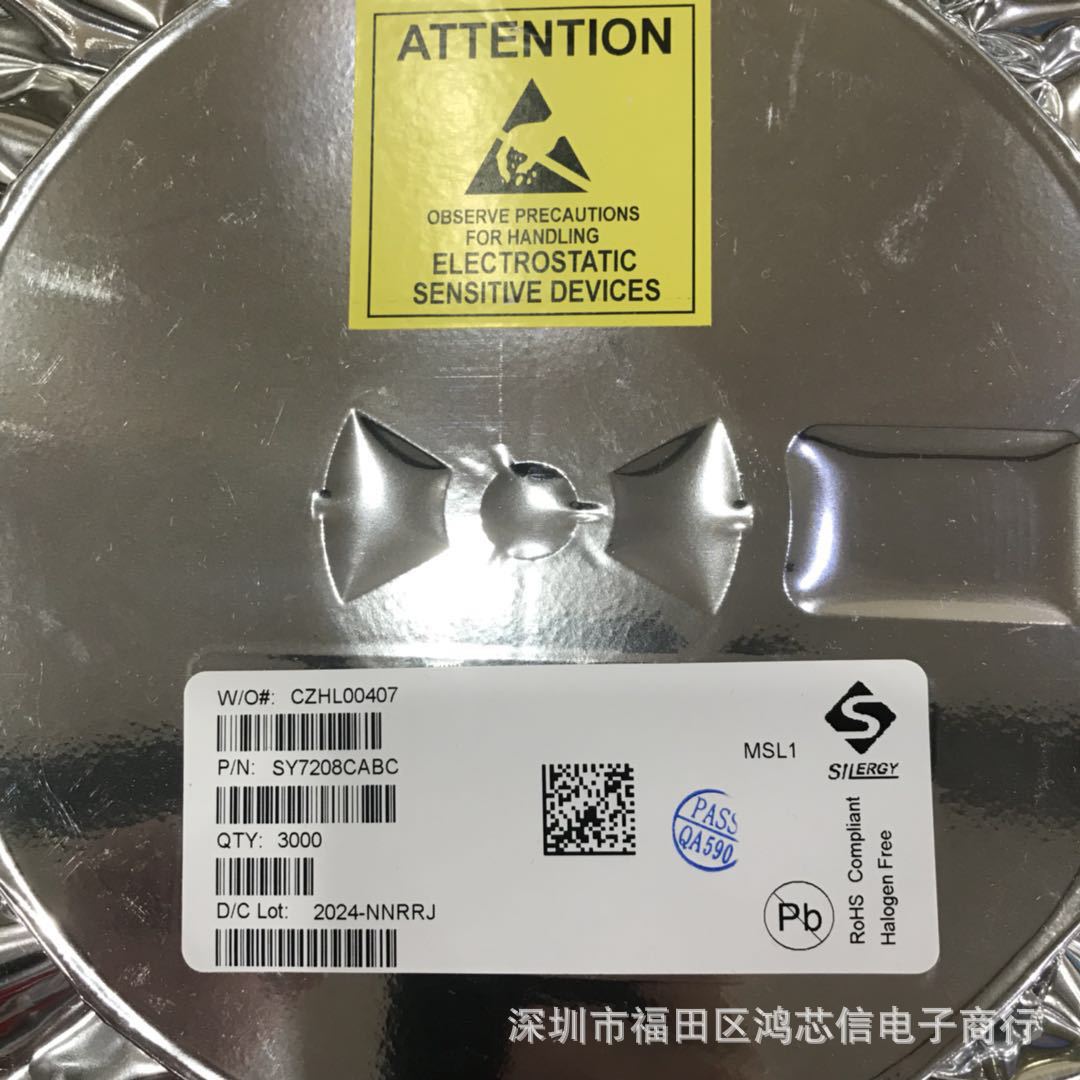 ATTENTION
OBSERVE PRECAUTIONS
FOR HANDLING
ELECTROSTATIC
SENSITIVE DEVICES
W/O#: CZHL00407
P/N: SY7208CABC
QTY: 3000
D/C Lot: 2024-NNRRJ
MSL1
SILERGY
PASS
QA590
Pb
RoHS Compliant
Halogen Free
深圳市福田区鸿芯信电子商行